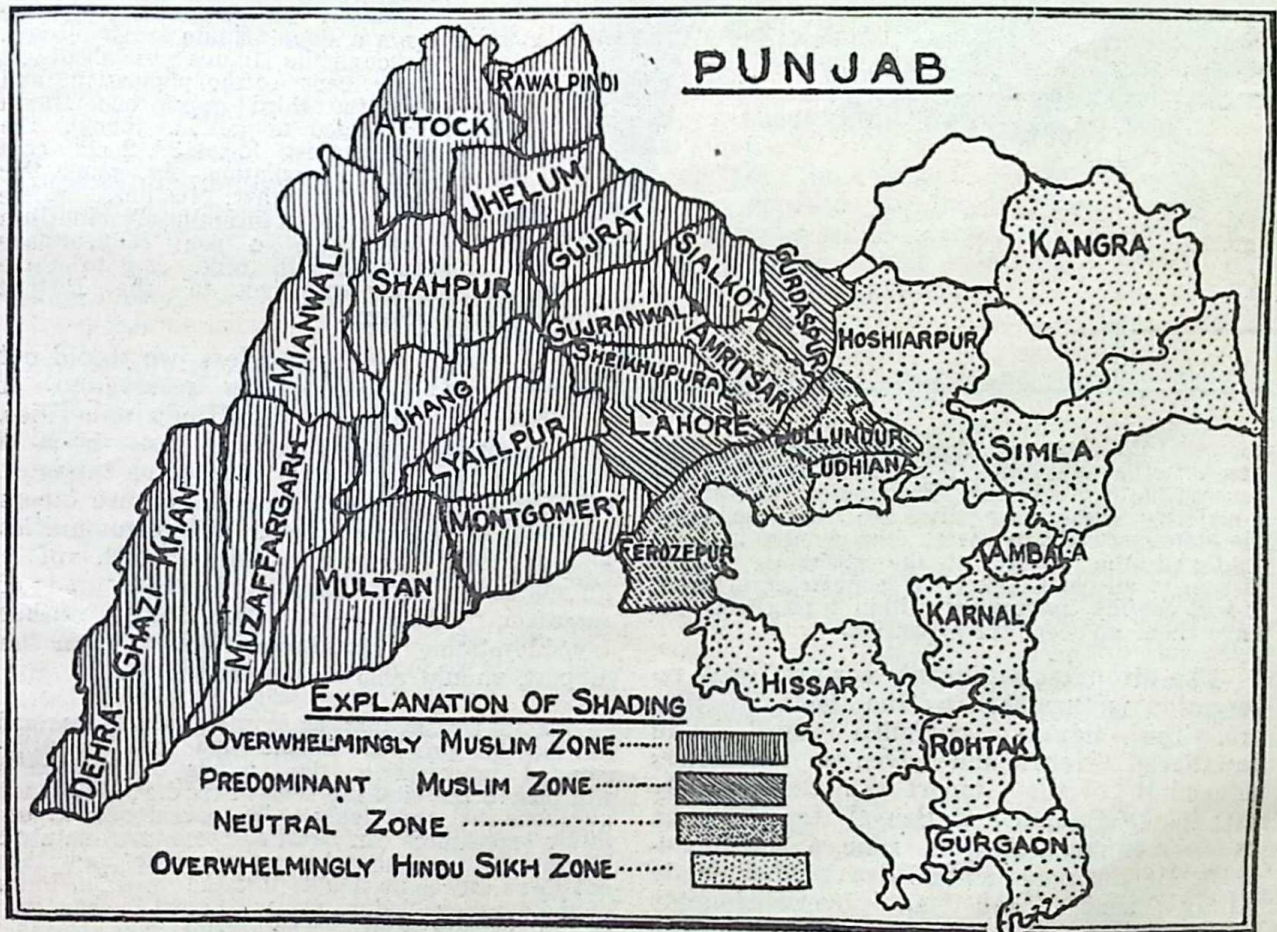 PUNJAB
RAWALPINDI
ATTOCK
JHELUM
GUJRAT
SIALKOT
GURDASPUR
KANGRA
MIANWALI
SHAHPUR
GUJRANWALA
AMRITSAR
HOSHIARPUR
SHEIKHUPURA
JHANG
LYALLPUR
LAHORE
JULLUNDUR
LUDHIANA
SIMLA
DEHRA GHAZI KHAN
MUZAFFARGARH
MULTAN
MONTGOMERY
FEROZEPUR
AMBALA
KARNAL
HISSAR
ROHTAK
GURGAON
EXPLANATION OF SHADING
OVERWHELMINGLY MUSLIM ZONE
PREDOMINANT MUSLIM ZONE
NEUTRAL ZONE
OVERWHELMINGLY HINDU SIKH ZONE